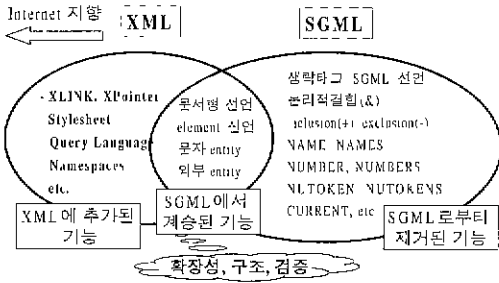 Internet 지향
XML
SGML
- XLINK, XPointer
Stylesheet
Query Language
Namespaces
etc.
문서형 선언
element 선언
문자 entity
외부 entity
생략타그 SGML 선언
논리적결합(&)
inclusion(+) exclusion(-)
NAME NAMES
NUMBER, NUMBERS
NUTOKEN NUTOKENS
CURRENT, etc
XML에 추가된
기능
SGML에서
계승된 기능
SGML로부터
제거된 기능
확장성, 구조, 검증